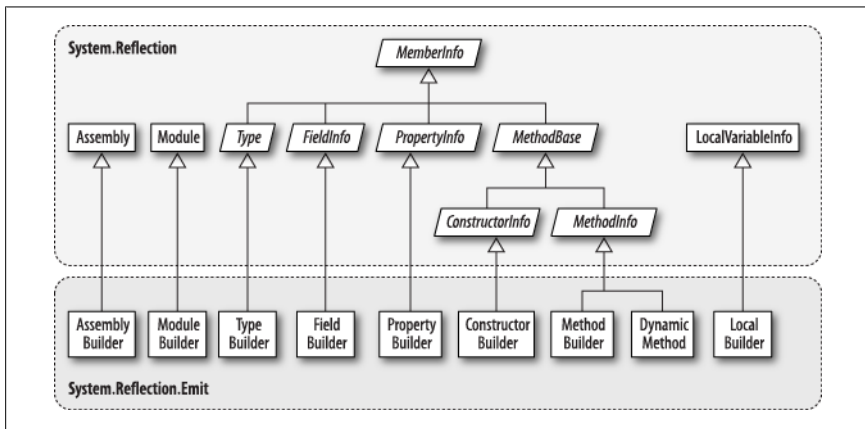 System.Reflection
MemberInfo
Assembly
Module
Type
FieldInfo
PropertyInfo
MethodBase
LocalVariableInfo
ConstructorInfo
MethodInfo
Assembly
Builder
Module
Builder
Type
Builder
Field
Builder
Property
Builder
Constructor
Builder
Method
Builder
Dynamic
Method
Local
Builder
System.Reflection.Emit